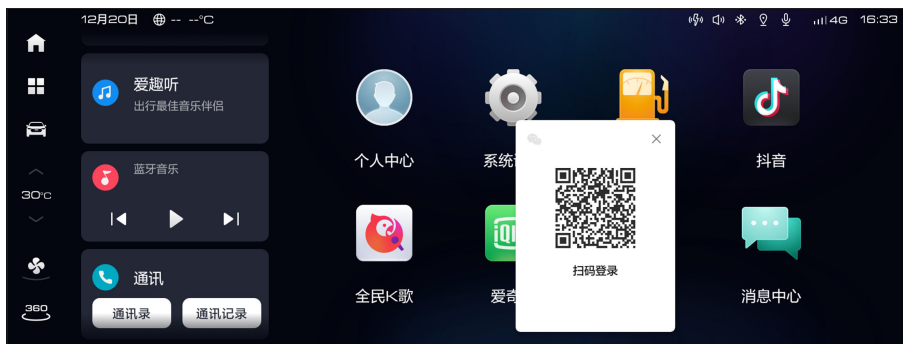 12月20日 -- --°C
4G 16:33
爱趣听
出行最佳音乐伴侣
蓝牙音乐
30°C
通讯
通讯录 通讯记录
360
个人中心 系统 抖音
全民K歌 爱奇 消息中心
扫码登录